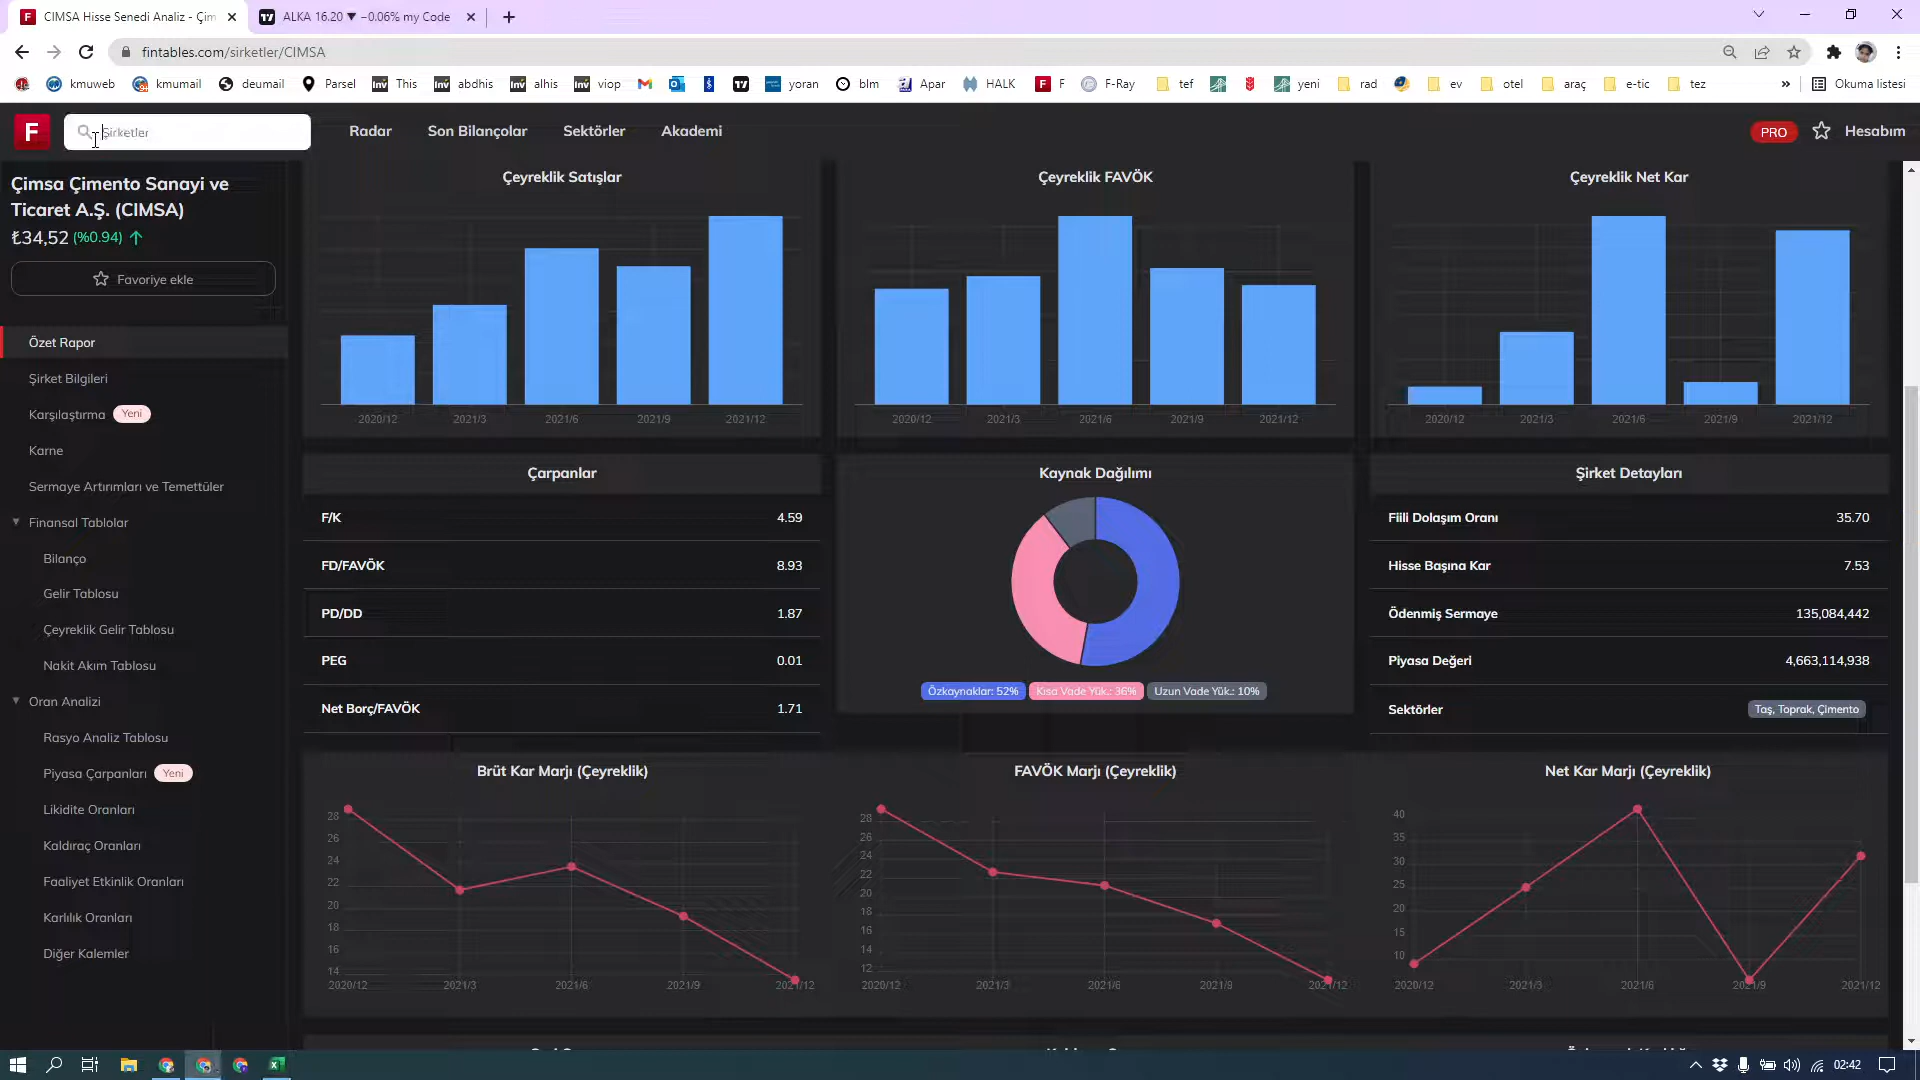 CIMSA Hisse Senedi Analiz - Çim
ALKA 16.20 ▼ −0.06% my Code
fintables.com/sirketler/CIMSA
kmuweb
kmumail
deumail
Parsel
This
abdhis
alhis
viop
yoran
blm
Apar
HALK
F
F-Ray
tef
yeni
rad
ev
otel
araç
e-tic
tez
»
Okuma listesi
F
Şirketler
Radar
Son Bilançolar
Sektörler
Akademi
PRO
Hesabım
Çimsa Çimento Sanayi ve
Ticaret A.Ş. (CIMSA)
₺34,52 (%0.94)
Favoriye ekle
Özet Rapor
Şirket Bilgileri
Karşılaştırma Yeni
Karne
Sermaye Artırımları ve Temettüler
Finansal Tablolar
Bilanço
Gelir Tablosu
Çeyreklik Gelir Tablosu
Nakit Akım Tablosu
Oran Analizi
Rasyo Analiz Tablosu
Piyasa Çarpanları Yeni
Likidite Oranları
Kaldıraç Oranları
Faaliyet Etkinlik Oranları
Karlılık Oranları
Diğer Kalemler
Çeyreklik Satışlar
2020/12 2021/3 2021/6 2021/9 2021/12
Çeyreklik FAVÖK
2020/12 2021/3 2021/6 2021/9 2021/12
Çeyreklik Net Kar
2020/12 2021/3 2021/6 2021/9 2021/12
Çarpanlar
F/K 4.59
FD/FAVÖK 8.93
PD/DD 1.87
PEG 0.01
Net Borç/FAVÖK 1.71
Kaynak Dağılımı
Özkaynaklar: 52% Kısa Vade Yük.: 36% Uzun Vade Yük.: 10%
Şirket Detayları
Fiili Dolaşım Oranı 35.70
Hisse Başına Kar 7.53
Ödenmiş Sermaye 135,084,442
Piyasa Değeri 4,663,114,938
Sektörler Taş, Toprak, Çimento
Brüt Kar Marjı (Çeyreklik)
28
26
24
22
20
18
16
14
2020/12 2021/3 2021/6 2021/9 2021/12
FAVÖK Marjı (Çeyreklik)
28
26
24
22
20
18
16
14
12
2020/12 2021/3 2021/6 2021/9 2021/12
Net Kar Marjı (Çeyreklik)
40
35
30
25
20
15
10
2020/12 2021/3 2021/6 2021/9 2021/12
02:42